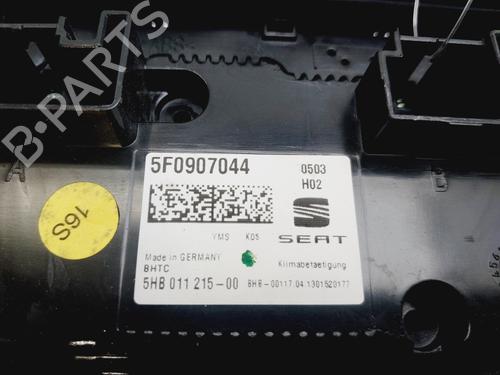 B-PARTS
A
5F0907044
0503
H02
16S
YMS K05
SEAT
Made in GERMANY
BHTC
Klimabetaetigung
5HB 011 215-00
BHB-00117.04.1301520177